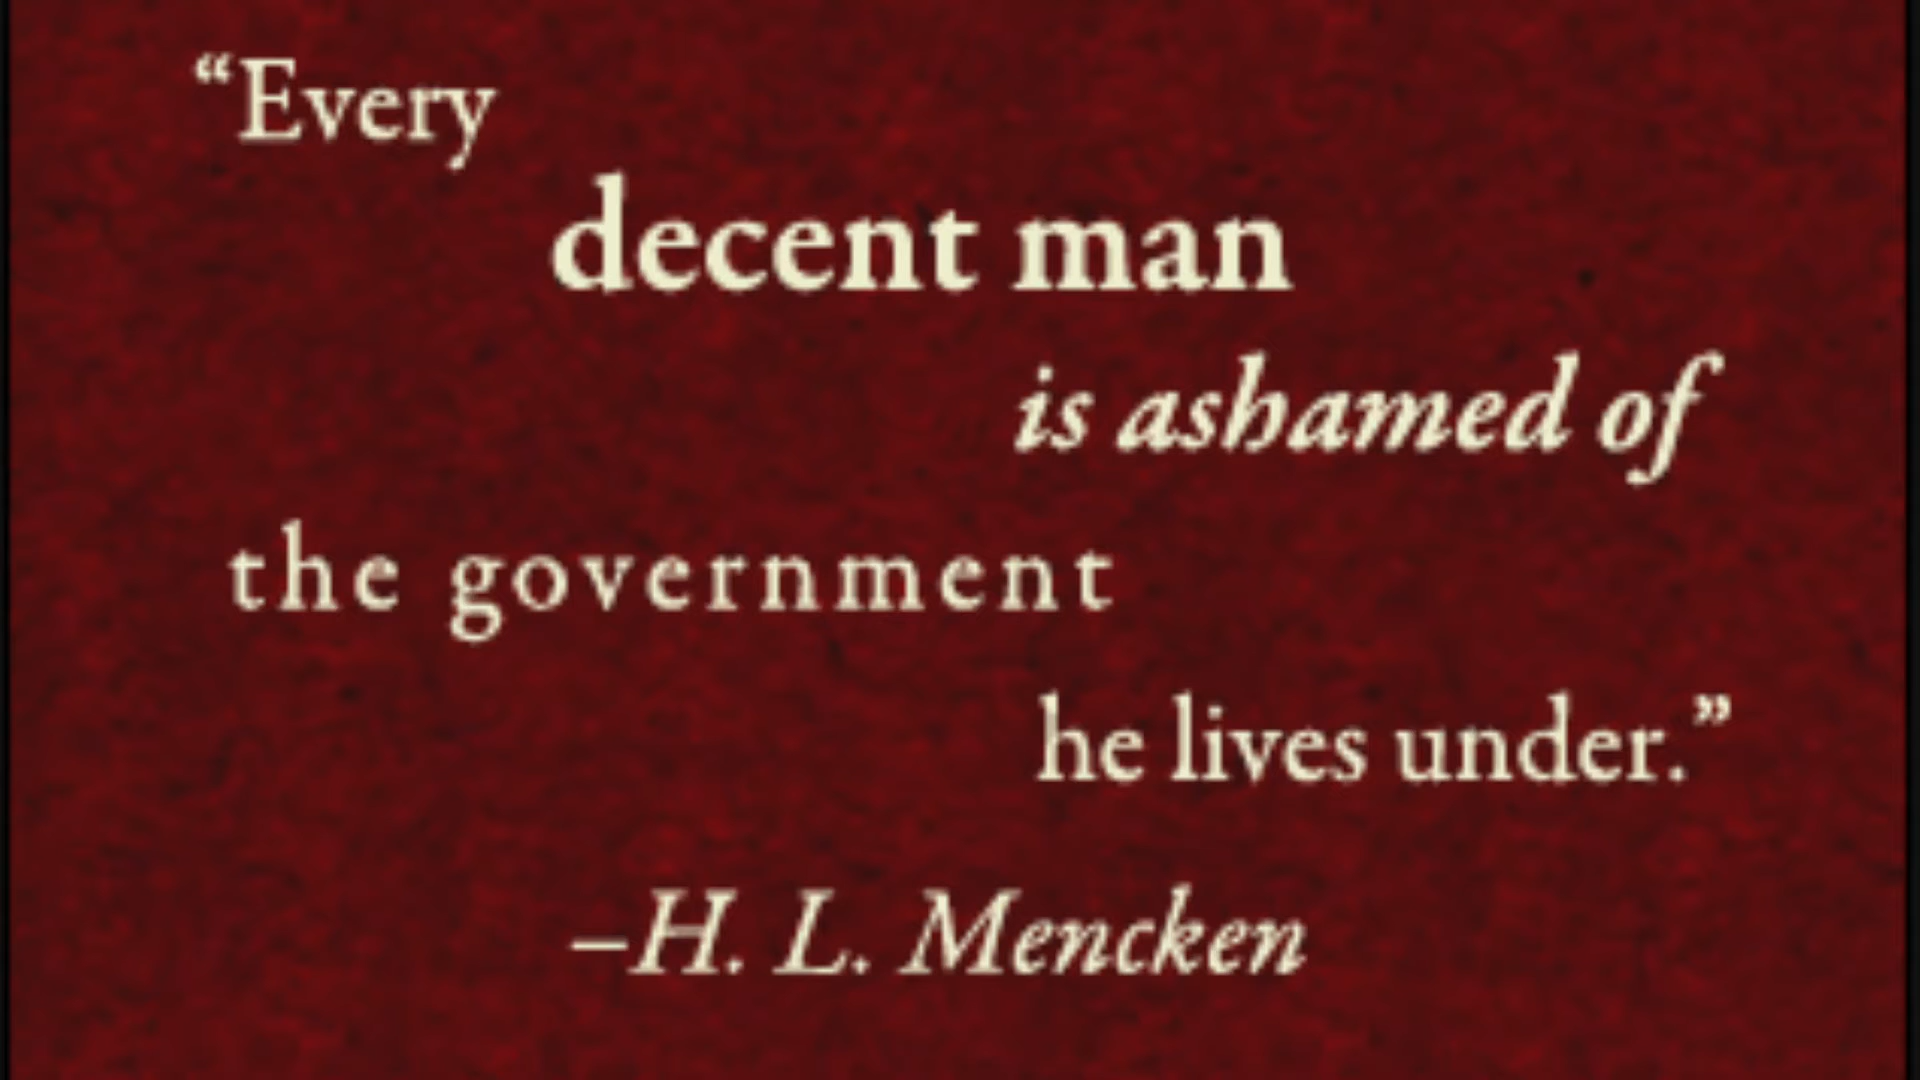 “Every
decent man
is ashamed of
the government
he lives under.”
–H. L. Mencken